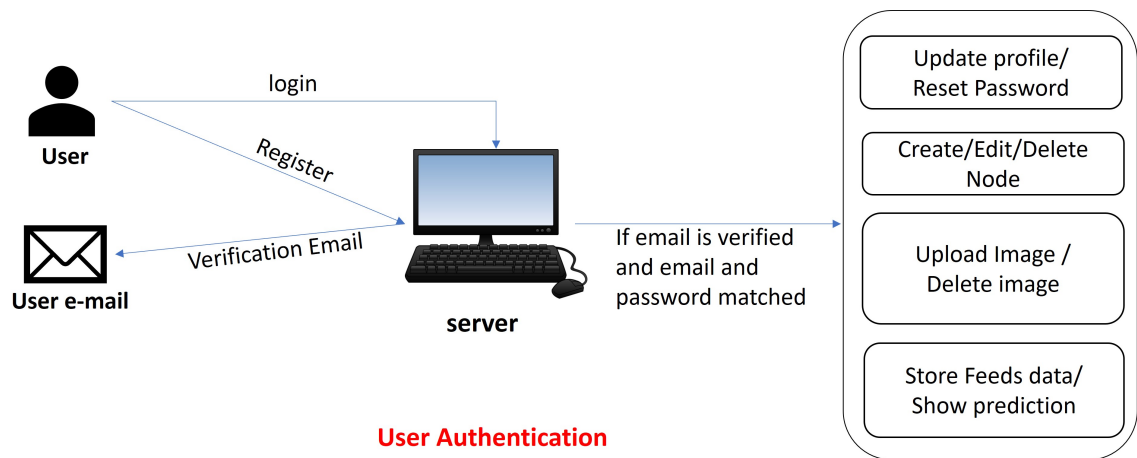 login
User
Register
Verification Email
User e-mail
server
If email is verified
and email and
password matched
Update profile/
Reset Password
Create/Edit/Delete
Node
Upload Image /
Delete image
Store Feeds data/
Show prediction
User Authentication